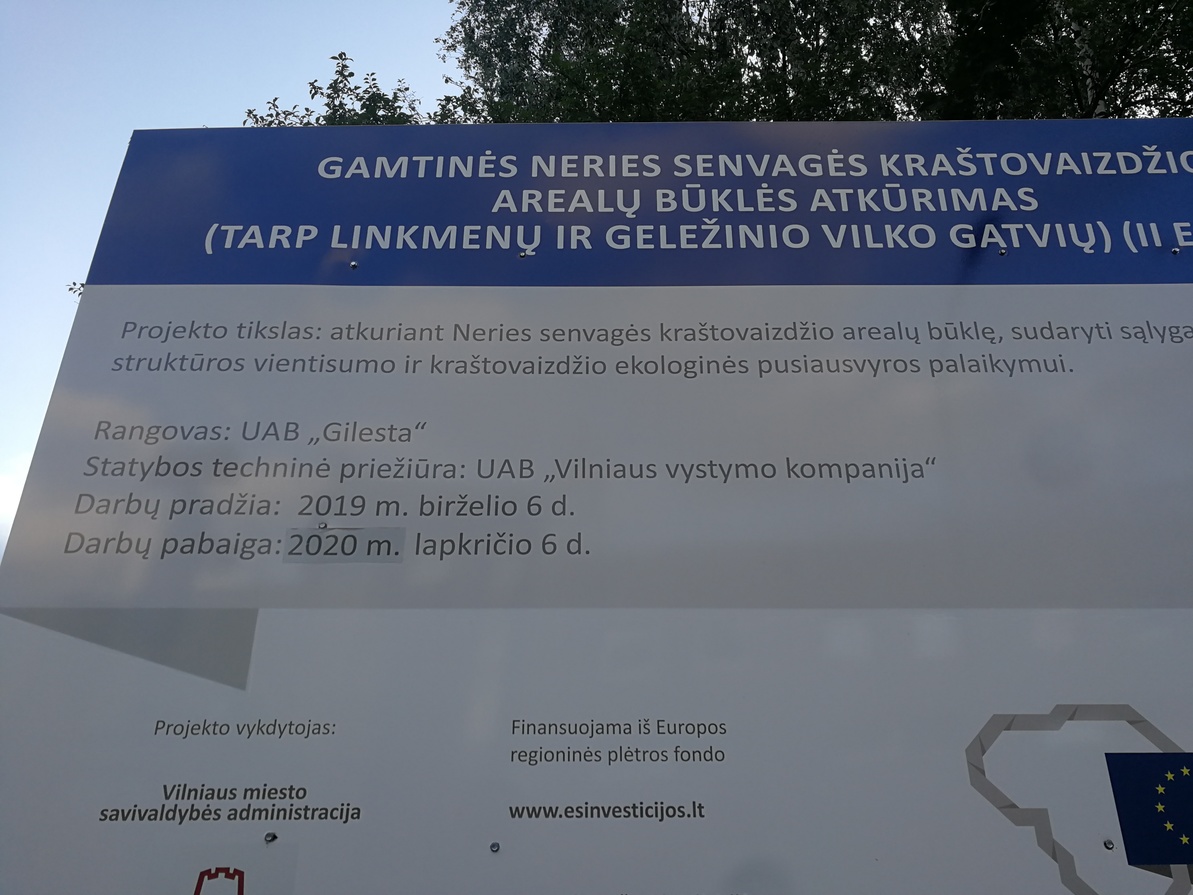 GAMTINĖS NERIES SENVAGĖS
AREALŲ BŪKLĖS ATKŪRIMAS
(TARP LINKMENŲ IR GELEŽINIO VILKO GATVIŲ) (II
Projekto tikslas: atkuriant Neries senvagės kraštovaizdžio arealų būklę, sudaryti
struktūros vientisumo ir kraštovaizdžio ekologinės pusiausvyros palaikymui.
Rangovas: UAB „Gilesta“
Statybos techninė priežiūra: UAB „Vilniaus vystymo kompanija“
Darbų pradžia: 2019 m. birželio 6 d.
Darbų pabaiga: 2020 m. lapkričio 6 d.
Projekto vykdytojas:
Vilniaus miesto
savivaldybės administracija
Finansuojama iš Europos
regioninės plėtros fondo
www.esinvesticijos.lt